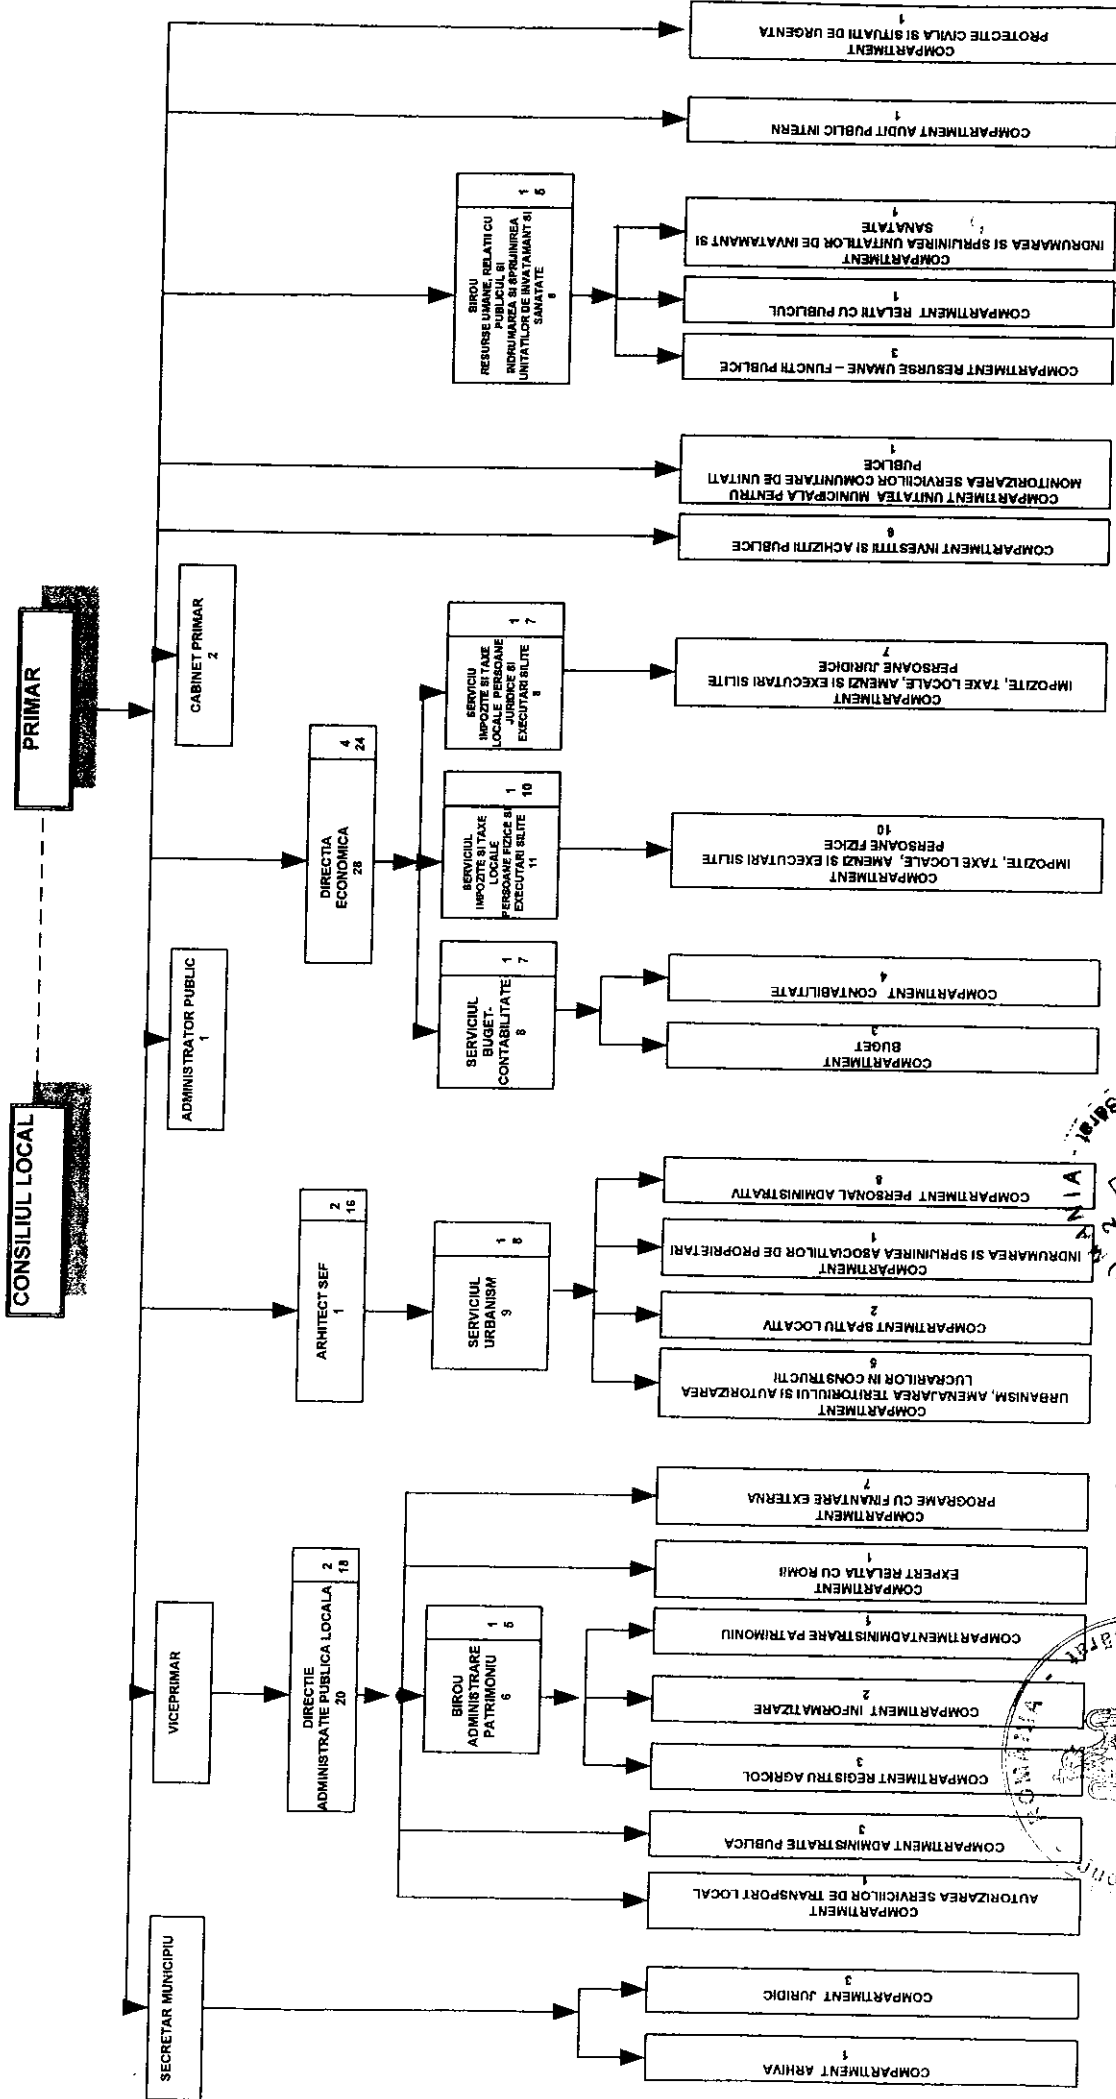 CONSILIUL LOCAL
PRIMAR
SECRETAR MUNICIPIU
VICEPRIMAR
ADMINISTRATOR PUBLIC
1
CABINET PRIMAR
2
DIRECTIE
ADMINISTRATIE PUBLICA LOCALA
20
2
18
ARHITECT SEF
1
2
16
DIRECTIA
ECONOMICA
28
4
24
BIROU
ADMINISTRARE
PATRIMONIU
6
1
5
SERVICIUL
URBANISM
9
1
8
SERVICIUL
BUGET-
CONTABILITATE
8
1
7
SERVICIUL
IMPOZITE SI TAXE
LOCALE
PERSOANE FIZICE SI
EXECUTARI SILITE
11
1
10
SERVICIU
IMPOZITE SI TAXE
LOCALE PERSOANE
JURIDICE SI
EXECUTARI SILITE
8
1
7
BIROU
RESURSE UMANE, RELATII CU
PUBLICUL SI
INDRUMAREA SI SPRIJINIREA
UNITATILOR DE INVATAMANT SI
SANATATE
6
1
5
COMPARTIMENT ARHIVA
1
COMPARTIMENT JURIDIC
3
COMPARTIMENT
AUTORIZAREA SERVICIILOR DE TRANSPORT LOCAL
1
COMPARTIMENT ADMINISTRATIE PUBLICA
3
COMPARTIMENT REGISTRU AGRICOL
3
COMPARTIMENT INFORMATIZARE
2
COMPARTIMENTADMINISTRARE PATRIMONIU
1
COMPARTIMENT
EXPERT RELATIA CU ROMII
1
COMPARTIMENT
PROGRAME CU FINANTARE EXTERNA
7
COMPARTIMENT
URBANISM, AMENAJAREA TERITORIULUI SI AUTORIZAREA
LUCRARILOR IN CONSTRUCTII
5
COMPARTIMENT SPATIU LOCATIV
2
COMPARTIMENT
INDRUMAREA SI SPRIJINIREA ASOCIATIILOR DE PROPRIETARI
1
COMPARTIMENT PERSONAL ADMINISTRATIV
8
COMPARTIMENT
BUGET
3
COMPARTIMENT CONTABILITATE
4
COMPARTIMENT
IMPOZITE, TAXE LOCALE, AMENZI SI EXECUTARI SILITE
PERSOANE FIZICE
10
COMPARTIMENT
IMPOZITE, TAXE LOCALE, AMENZI SI EXECUTARI SILITE
PERSOANE JURIDICE
7
COMPARTIMENT INVESTITII SI ACHIZITII PUBLICE
6
COMPARTIMENT UNITATEA MUNICIPALA PENTRU
MONITORIZAREA SERVICIILOR COMUNITARE DE UNITATI
PUBLICE
1
COMPARTIMENT RESURSE UMANE – FUNCTII PUBLICE
3
COMPARTIMENT RELATII CU PUBLICUL
1
COMPARTIMENT
INDRUMAREA SI SPRIJINIREA UNITATILOR DE INVATAMANT SI
SANATATE
1
COMPARTIMENT AUDIT PUBLIC INTERN
1
COMPARTIMENT
PROTECTIE CIVILA SI SITUATII DE URGENTA
1
ROMANIA